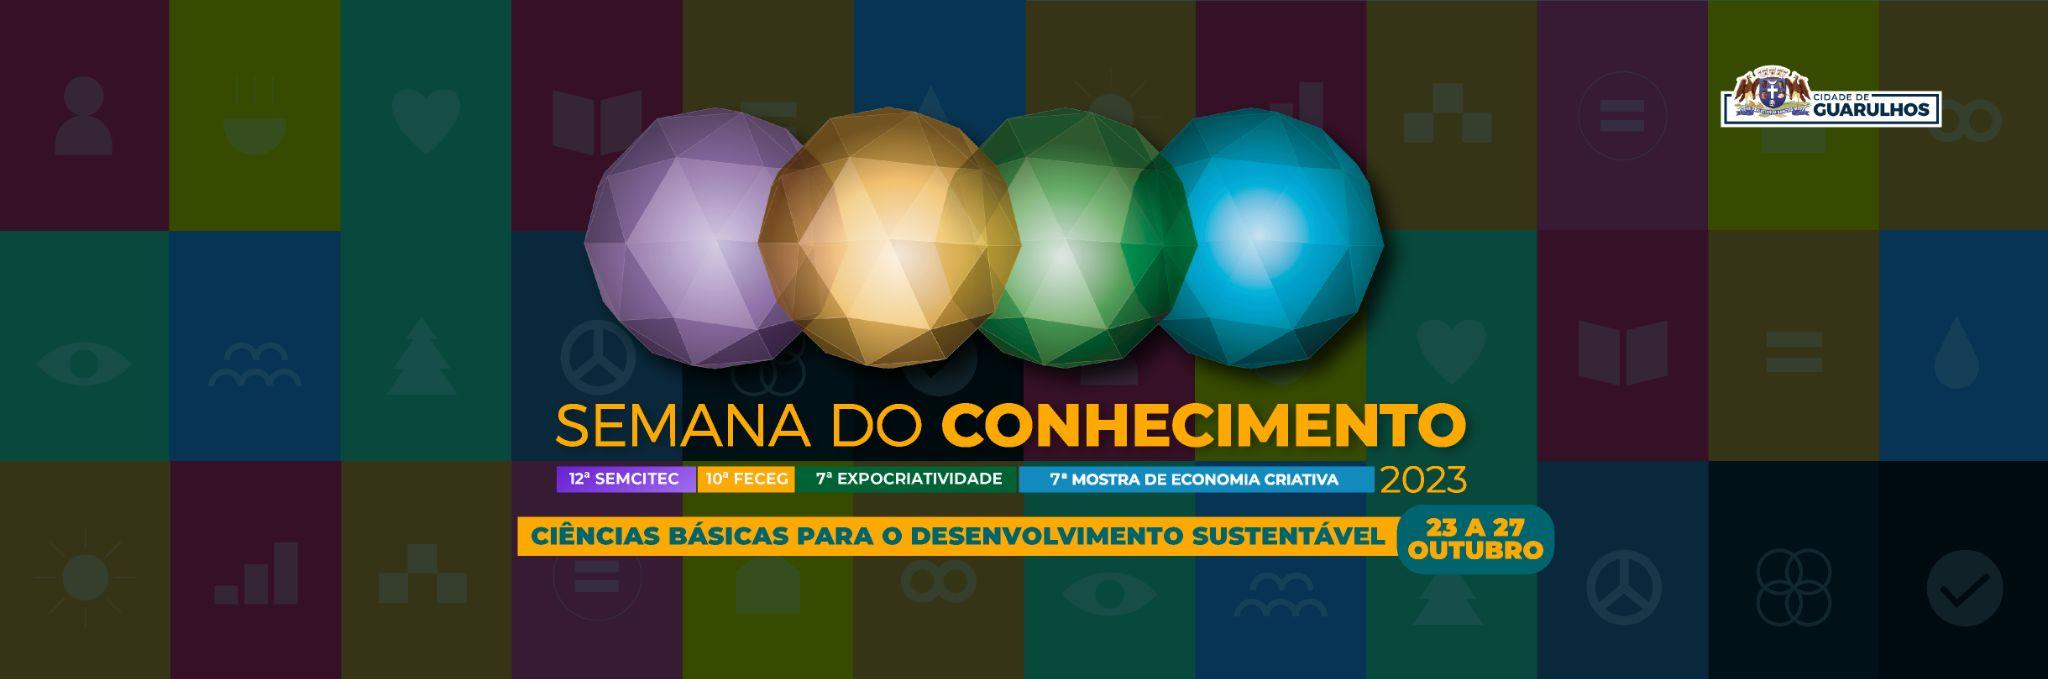 CIDADE DE
GUARULHOS
SEMANA DO CONHECIMENTO
12ª SEMCITEC 10ª FECEG 7ª EXPOCRIATIVIDADE 7ª MOSTRA DE ECONOMIA CRIATIVA 2023
CIÊNCIAS BÁSICAS PARA O DESENVOLVIMENTO SUSTENTÁVEL
23 A 27
OUTUBRO